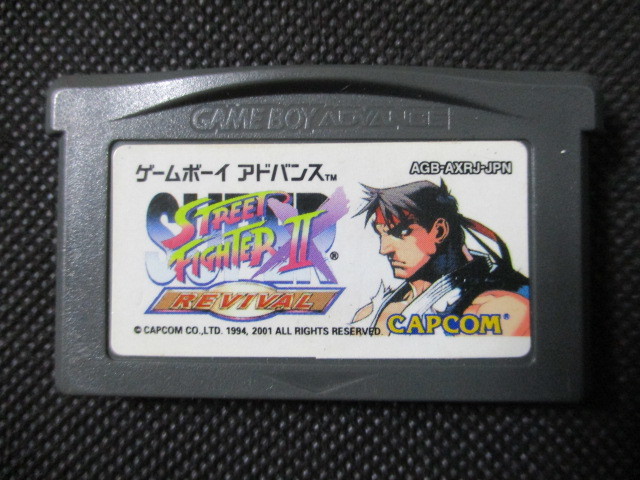 GAME BOY ADVANCE
ゲームボーイ アドバンス™
AGB-AXRJ-JPN
SUPER
STREET
FIGHTER II X®
REVIVAL
© CAPCOM CO., LTD. 1994, 2001 ALL RIGHTS RESERVED.
CAPCOM®